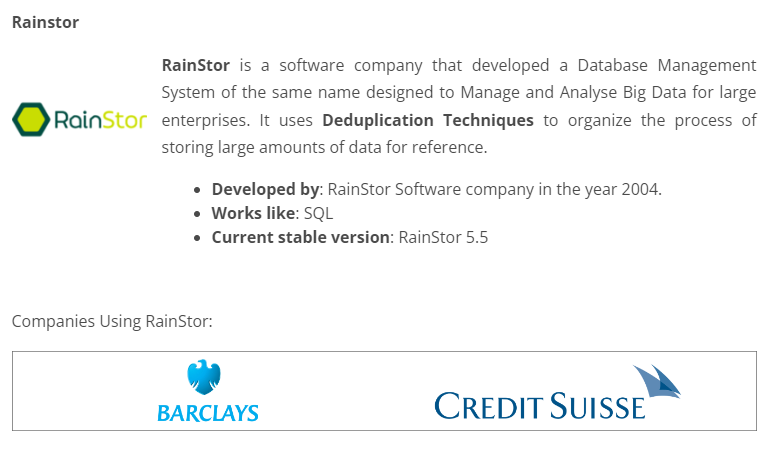 Rainstor
RainStor is a software company that developed a Database Management
System of the same name designed to Manage and Analyse Big Data for large
enterprises. It uses Deduplication Techniques to organize the process of
storing large amounts of data for reference.
RainStor
• Developed by: RainStor Software company in the year 2004.
• Works like: SQL
• Current stable version: RainStor 5.5
Companies Using RainStor:
BARCLAYS
CREDIT SUISSE